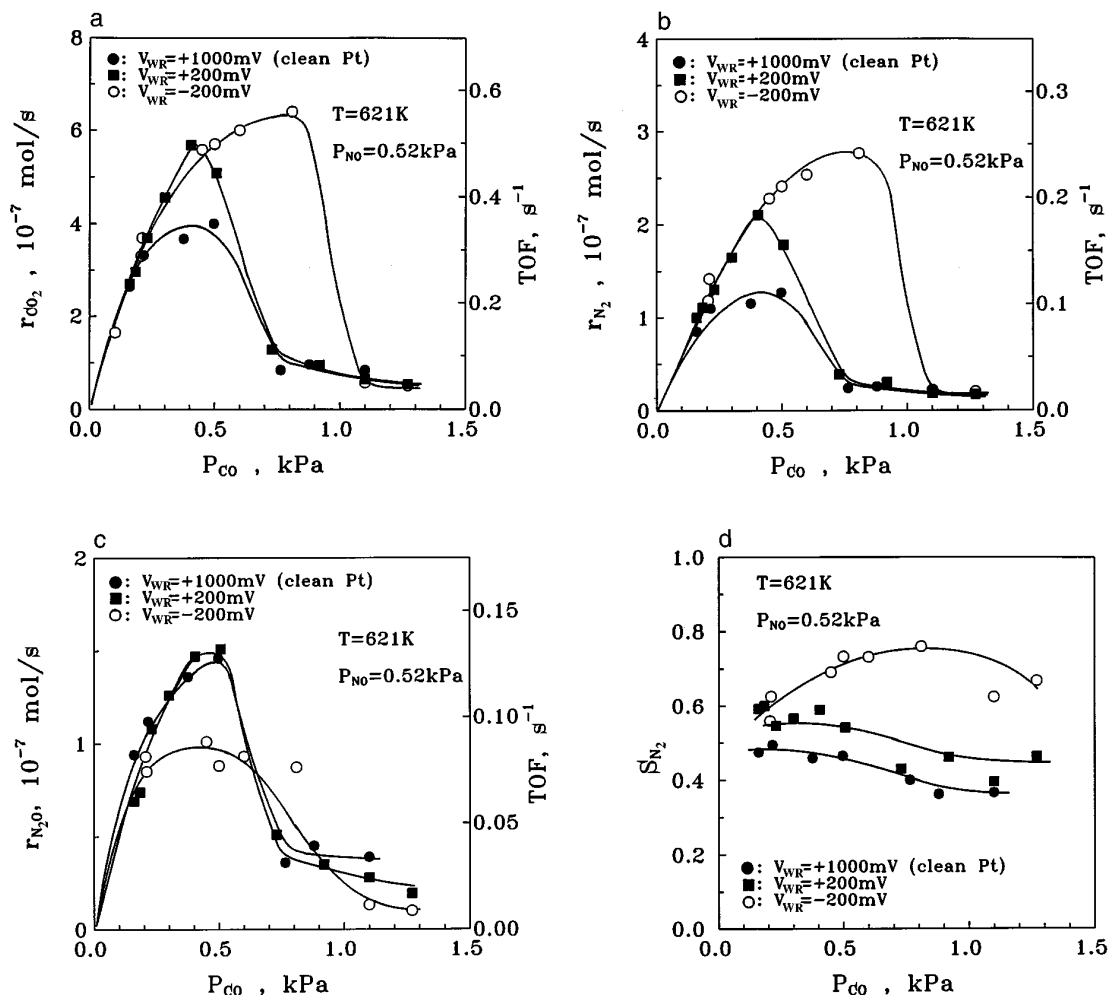 a
●: V_WR=+1000mV (clean Pt)
■: V_WR=+200mV
○: V_WR=−200mV
T=621K
P_NO=0.52kPa
r_CO₂ , 10⁻⁷ mol/s
8
6
4
2
0
TOF, s⁻¹
0.6
0.4
0.2
0.0
0.0
0.5
1.0
1.5
P_CO , kPa
b
●: V_WR=+1000mV (clean Pt)
■: V_WR=+200mV
○: V_WR=−200mV
T=621K
P_NO=0.52kPa
r_N₂ , 10⁻⁷ mol/s
4
3
2
1
0
TOF, s⁻¹
0.3
0.2
0.1
0.0
0.0
0.5
1.0
1.5
P_CO , kPa
c
●: V_WR=+1000mV (clean Pt)
■: V_WR=+200mV
○: V_WR=−200mV
T=621K
P_NO=0.52kPa
r_N₂O, 10⁻⁷ mol/s
2
1
0
TOF, s⁻¹
0.15
0.10
0.05
0.00
0.0
0.5
1.0
1.5
P_CO , kPa
d
T=621K
P_NO=0.52kPa
S_N₂
1.0
0.8
0.6
0.4
0.2
0.0
●: V_WR=+1000mV (clean Pt)
■: V_WR=+200mV
○: V_WR=−200mV
0.0
0.5
1.0
1.5
P_CO , kPa